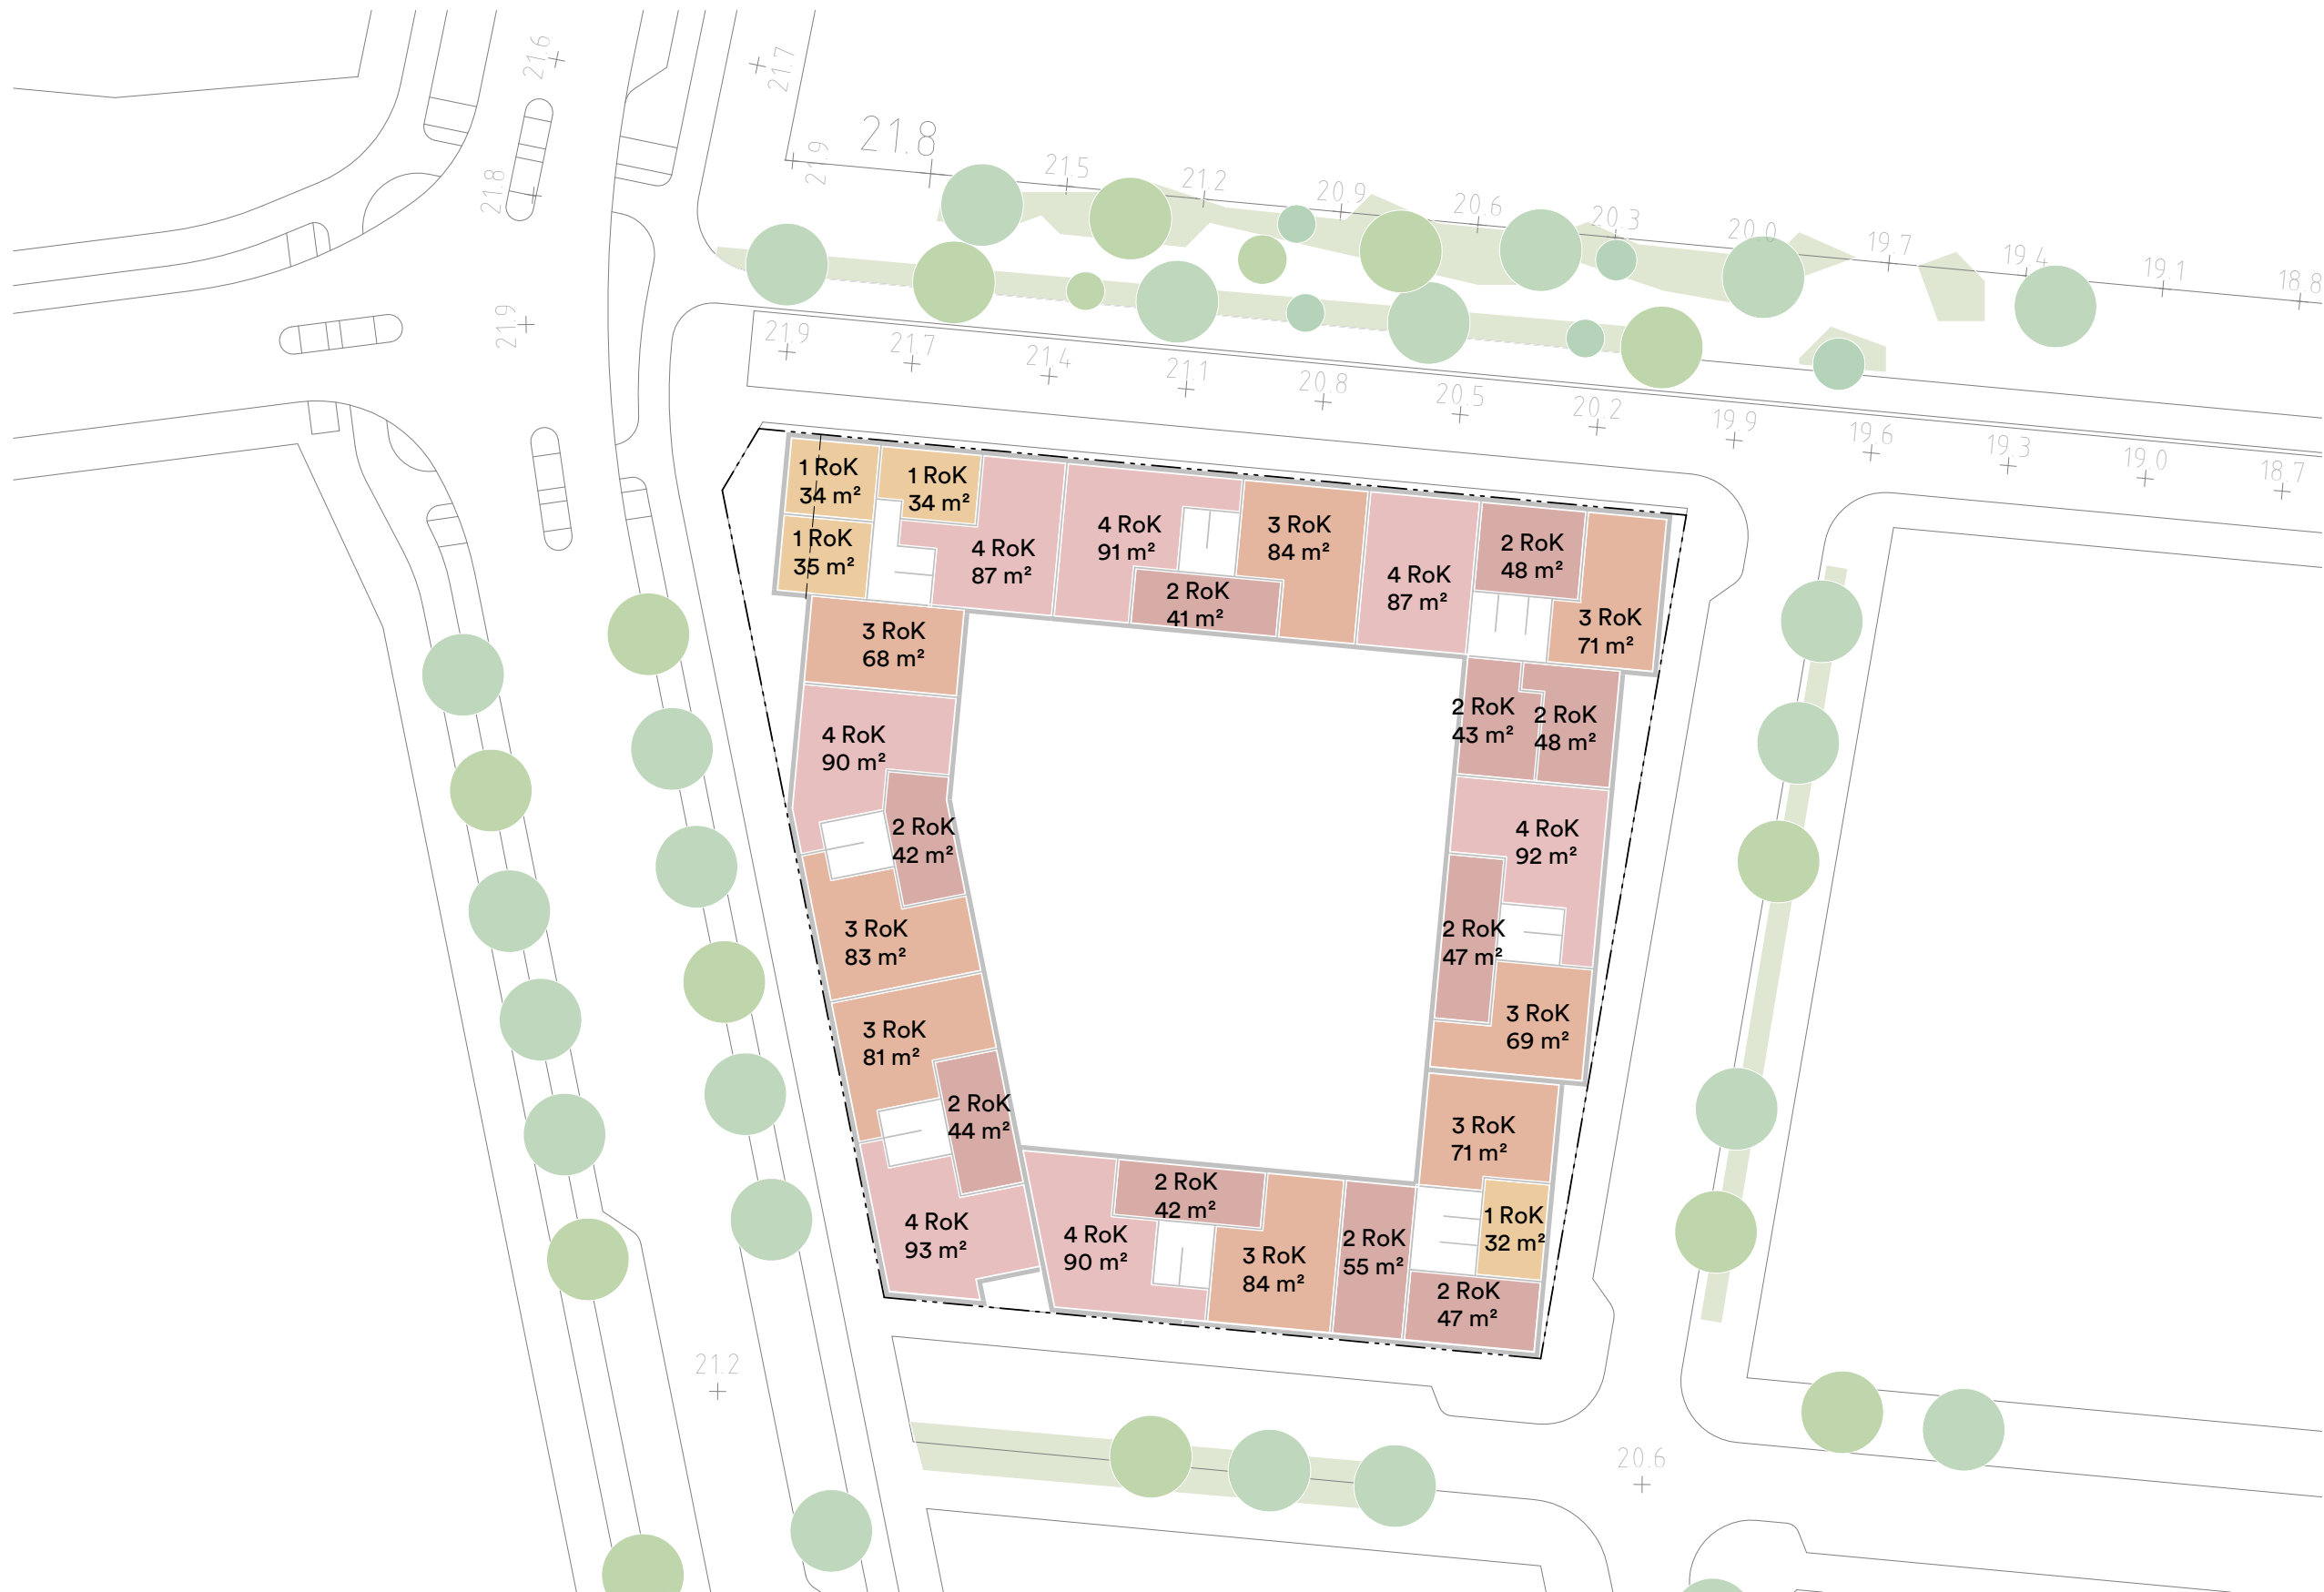 21.6
21.7
21.8
21.9
21.8
21.5
21.2
20.9
20.6
20.3
20.0
19.7
19.4
19.1
18.8
21.9
21.9
21.7
21.4
21.1
20.8
20.5
20.2
19.9
19.6
19.3
19.0
18.7
1 RoK
34 m²
1 RoK
34 m²
1 RoK
35 m²
4 RoK
87 m²
4 RoK
91 m²
2 RoK
41 m²
3 RoK
84 m²
4 RoK
87 m²
2 RoK
48 m²
3 RoK
71 m²
3 RoK
68 m²
4 RoK
90 m²
2 RoK
42 m²
3 RoK
83 m²
3 RoK
81 m²
2 RoK
44 m²
4 RoK
93 m²
2 RoK
43 m²
2 RoK
48 m²
4 RoK
92 m²
2 RoK
47 m²
3 RoK
69 m²
3 RoK
71 m²
1 RoK
32 m²
2 RoK
42 m²
4 RoK
90 m²
3 RoK
84 m²
2 RoK
55 m²
2 RoK
47 m²
21.2
20.6